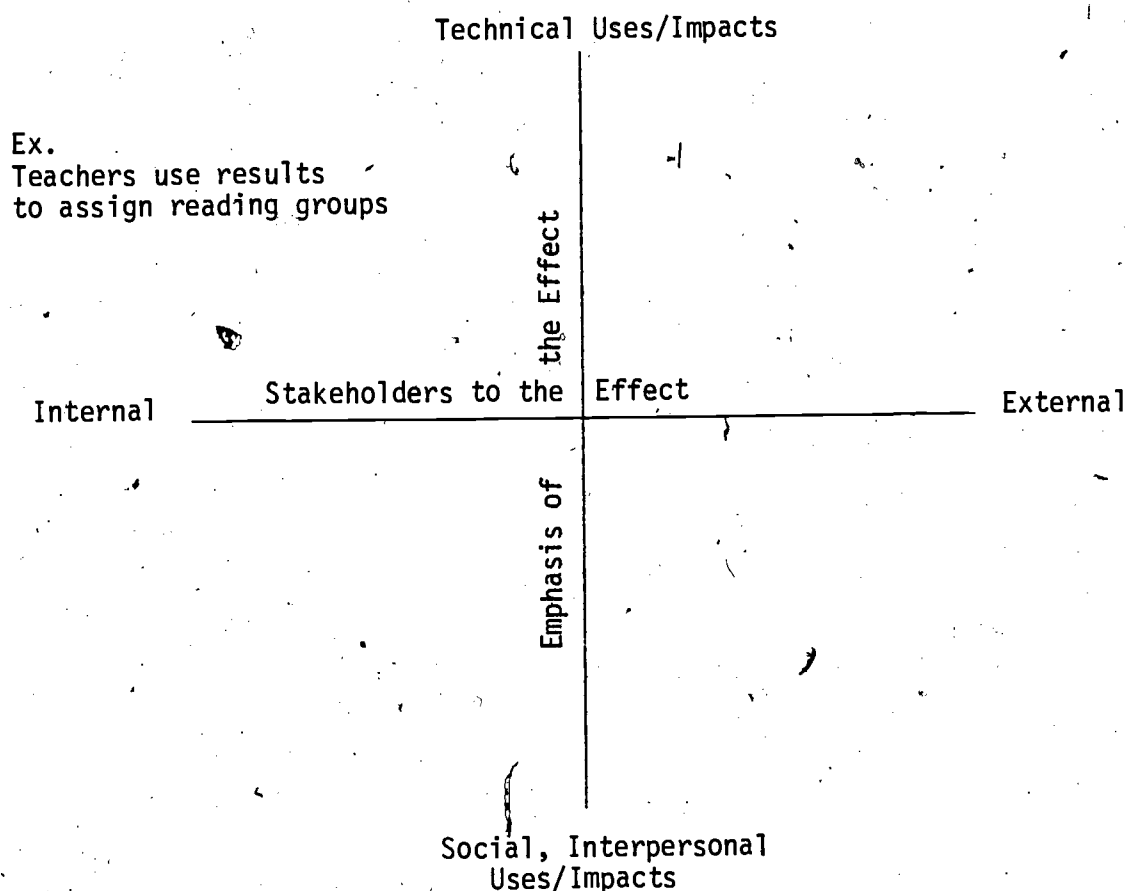 Technical Uses/Impacts
Ex.
Teachers use results
to assign reading groups
Emphasis of the Effect
Stakeholders to the Effect
Internal
External
Social, Interpersonal
Uses/Impacts